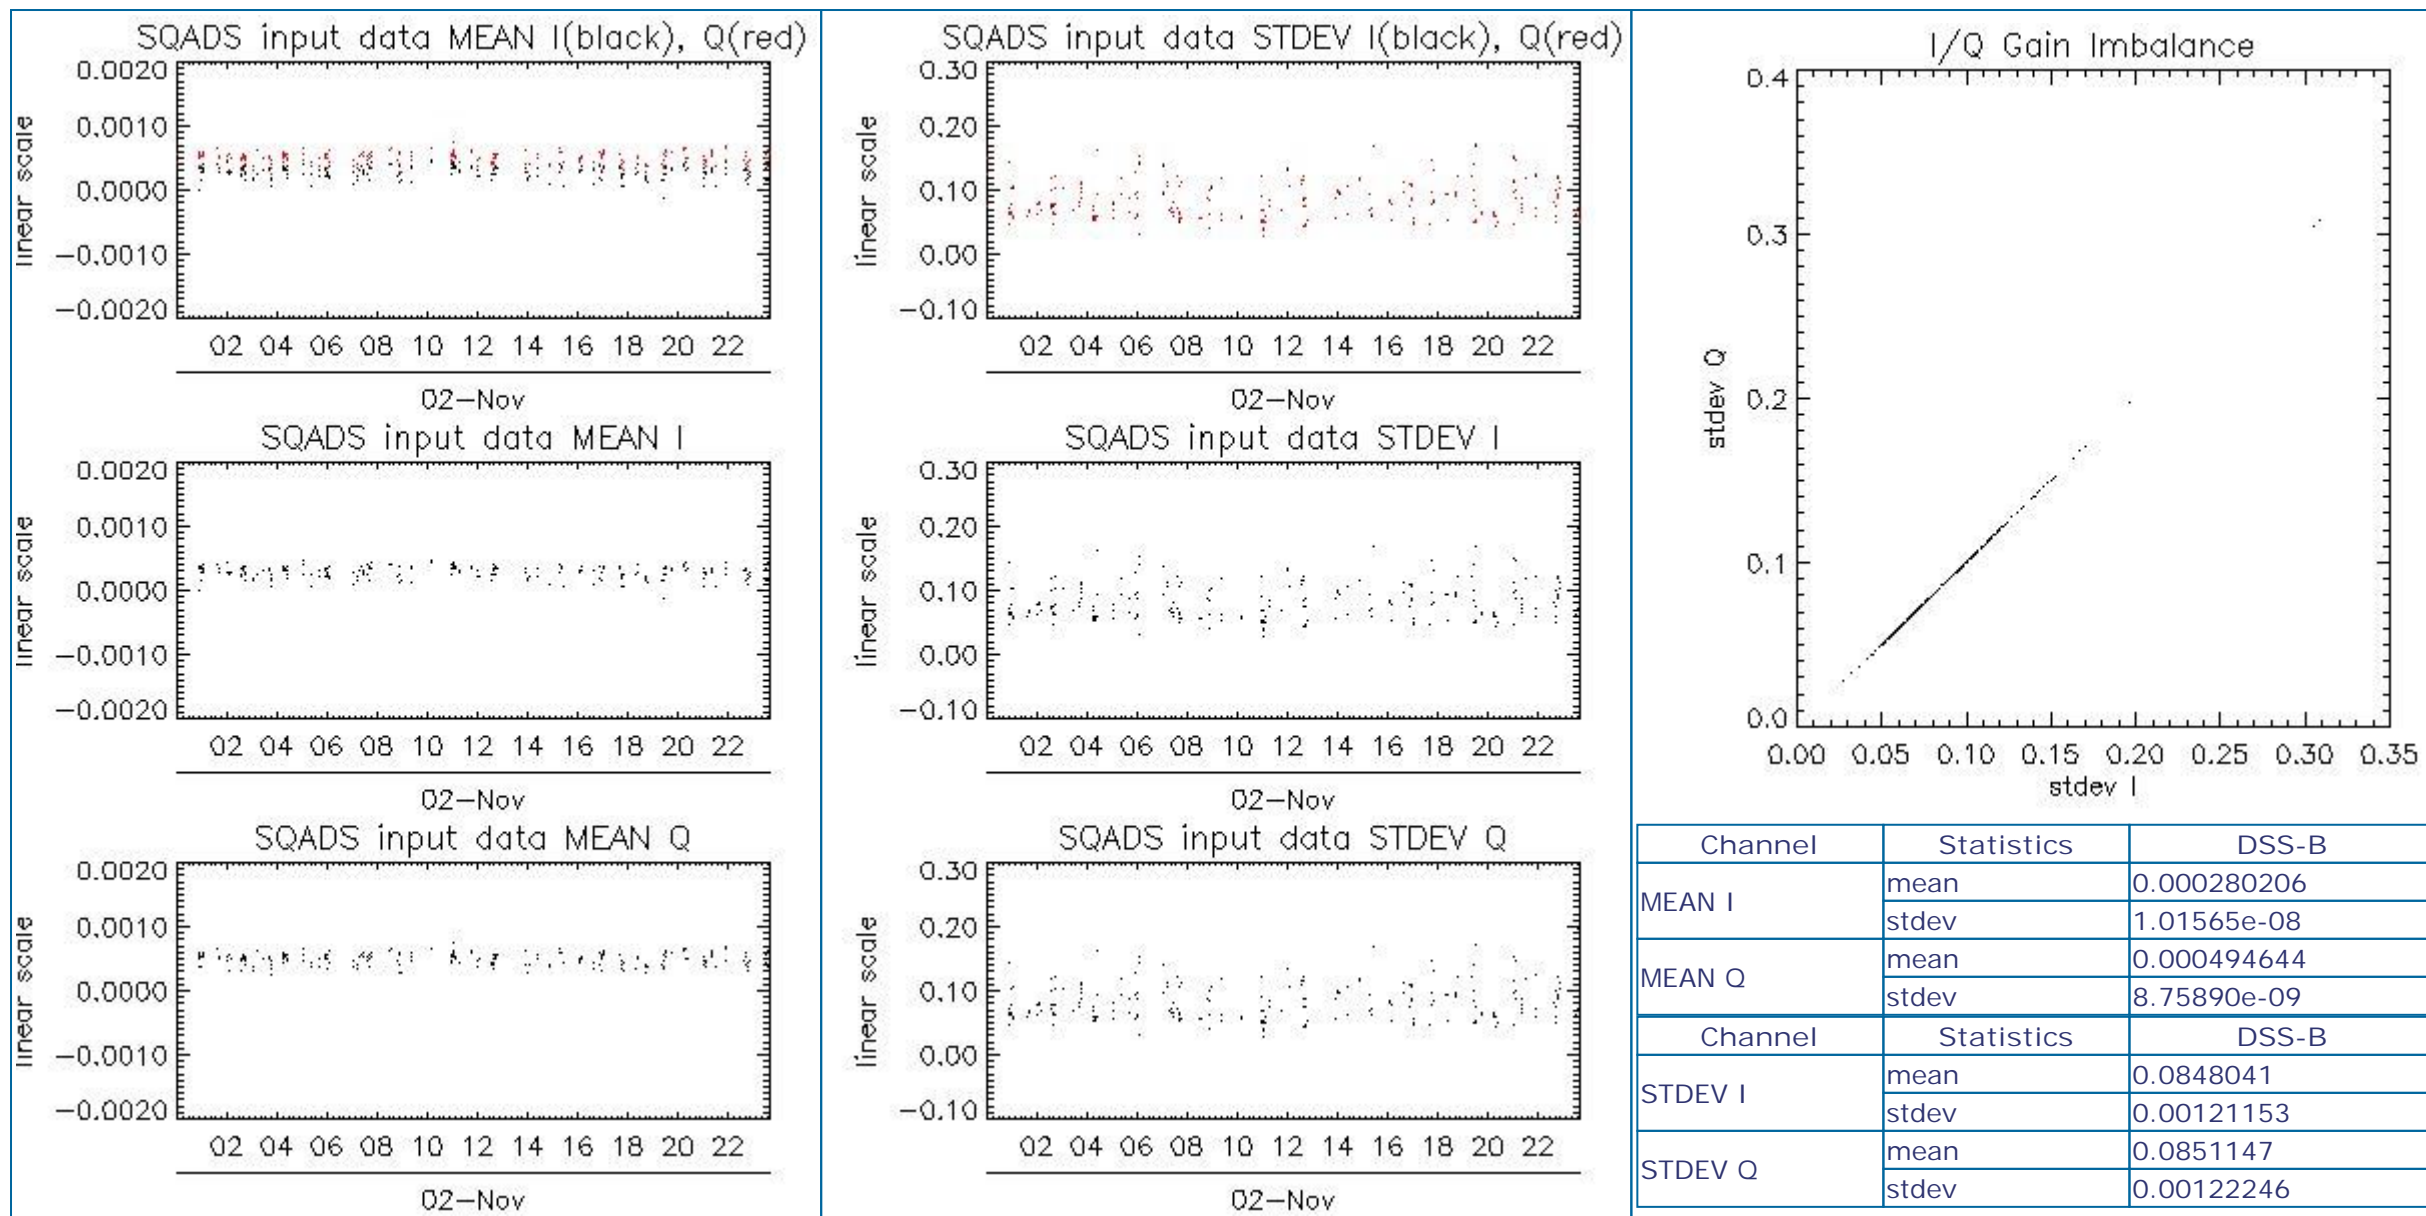 SQADS input data MEAN I(black), Q(red)
0.0020
0.0010
0.0000
-0.0010
-0.0020
linear scale
02 04 06 08 10 12 14 16 18 20 22
02-Nov
SQADS input data MEAN I
0.0020
0.0010
0.0000
-0.0010
-0.0020
linear scale
02 04 06 08 10 12 14 16 18 20 22
02-Nov
SQADS input data MEAN Q
0.0020
0.0010
0.0000
-0.0010
-0.0020
linear scale
02 04 06 08 10 12 14 16 18 20 22
02-Nov
SQADS input data STDEV I(black), Q(red)
0.30
0.20
0.10
0.00
-0.10
linear scale
02 04 06 08 10 12 14 16 18 20 22
02-Nov
SQADS input data STDEV I
0.30
0.20
0.10
0.00
-0.10
linear scale
02 04 06 08 10 12 14 16 18 20 22
02-Nov
SQADS input data STDEV Q
0.30
0.20
0.10
0.00
-0.10
linear scale
02 04 06 08 10 12 14 16 18 20 22
02-Nov
I/Q Gain Imbalance
0.4
0.3
0.2
0.1
0.0
stdev Q
0.00 0.05 0.10 0.15 0.20 0.25 0.30 0.35
stdev I
Channel Statistics DSS-B
MEAN I mean 0.000280206
stdev 1.01565e-08
MEAN Q mean 0.000494644
stdev 8.75890e-09
Channel Statistics DSS-B
STDEV I mean 0.0848041
stdev 0.00121153
STDEV Q mean 0.0851147
stdev 0.00122246